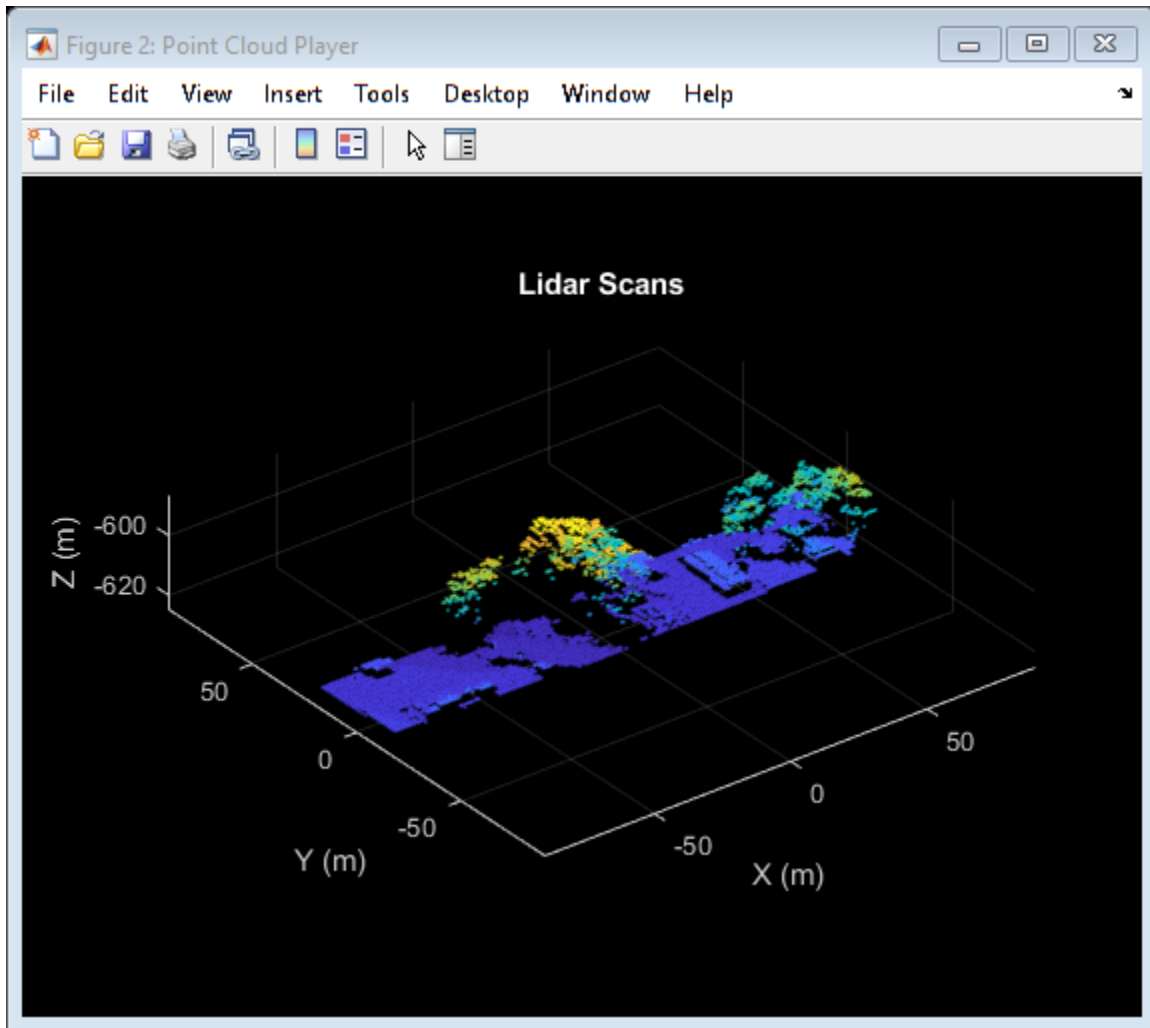 Figure 2: Point Cloud Player
File Edit View Insert Tools Desktop Window Help
Lidar Scans
Z (m)
-600
-620
50
0
-50
Y (m)
50
0
-50
X (m)